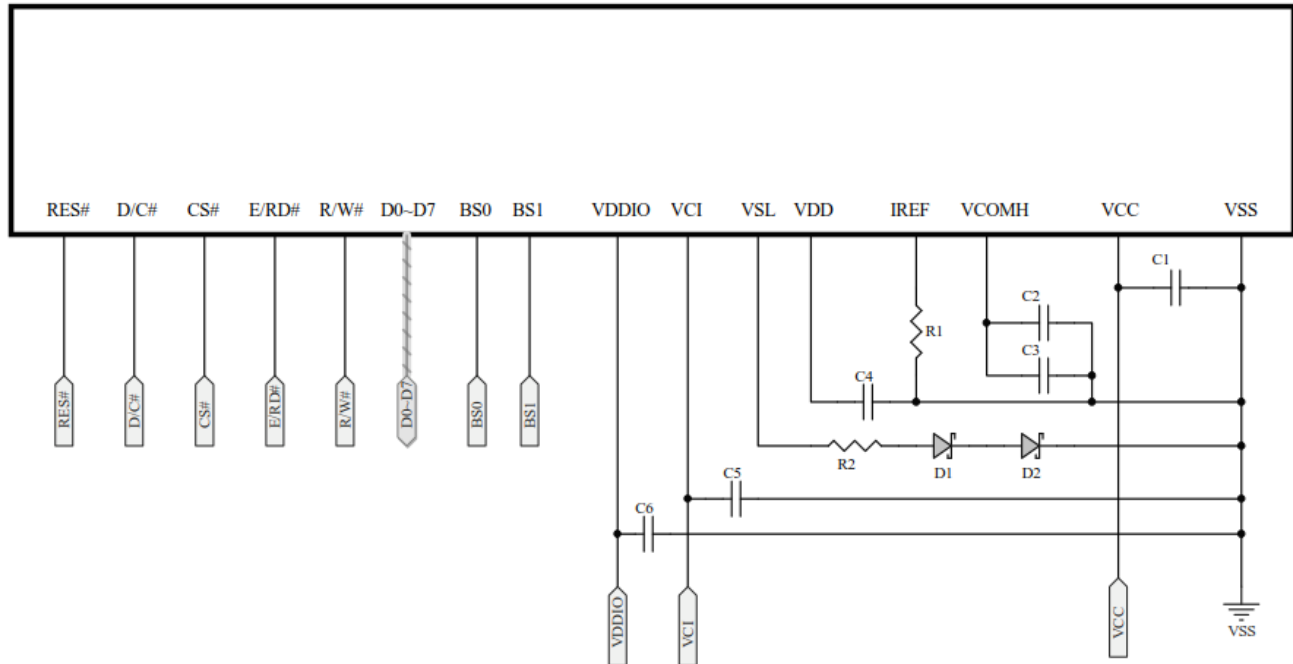 RES# D/C# CS# E/RD# R/W# D0~D7 BS0 BS1 VDDIO VCI VSL VDD IREF VCOMH VCC VSS
C1
C2
R1
C3
C4
RES# D/C# CS# E/RD# R/W# D0~D7 BS0 BS1
R2 D1 D2
C5
C6
VDDIO VCI VCC VSS